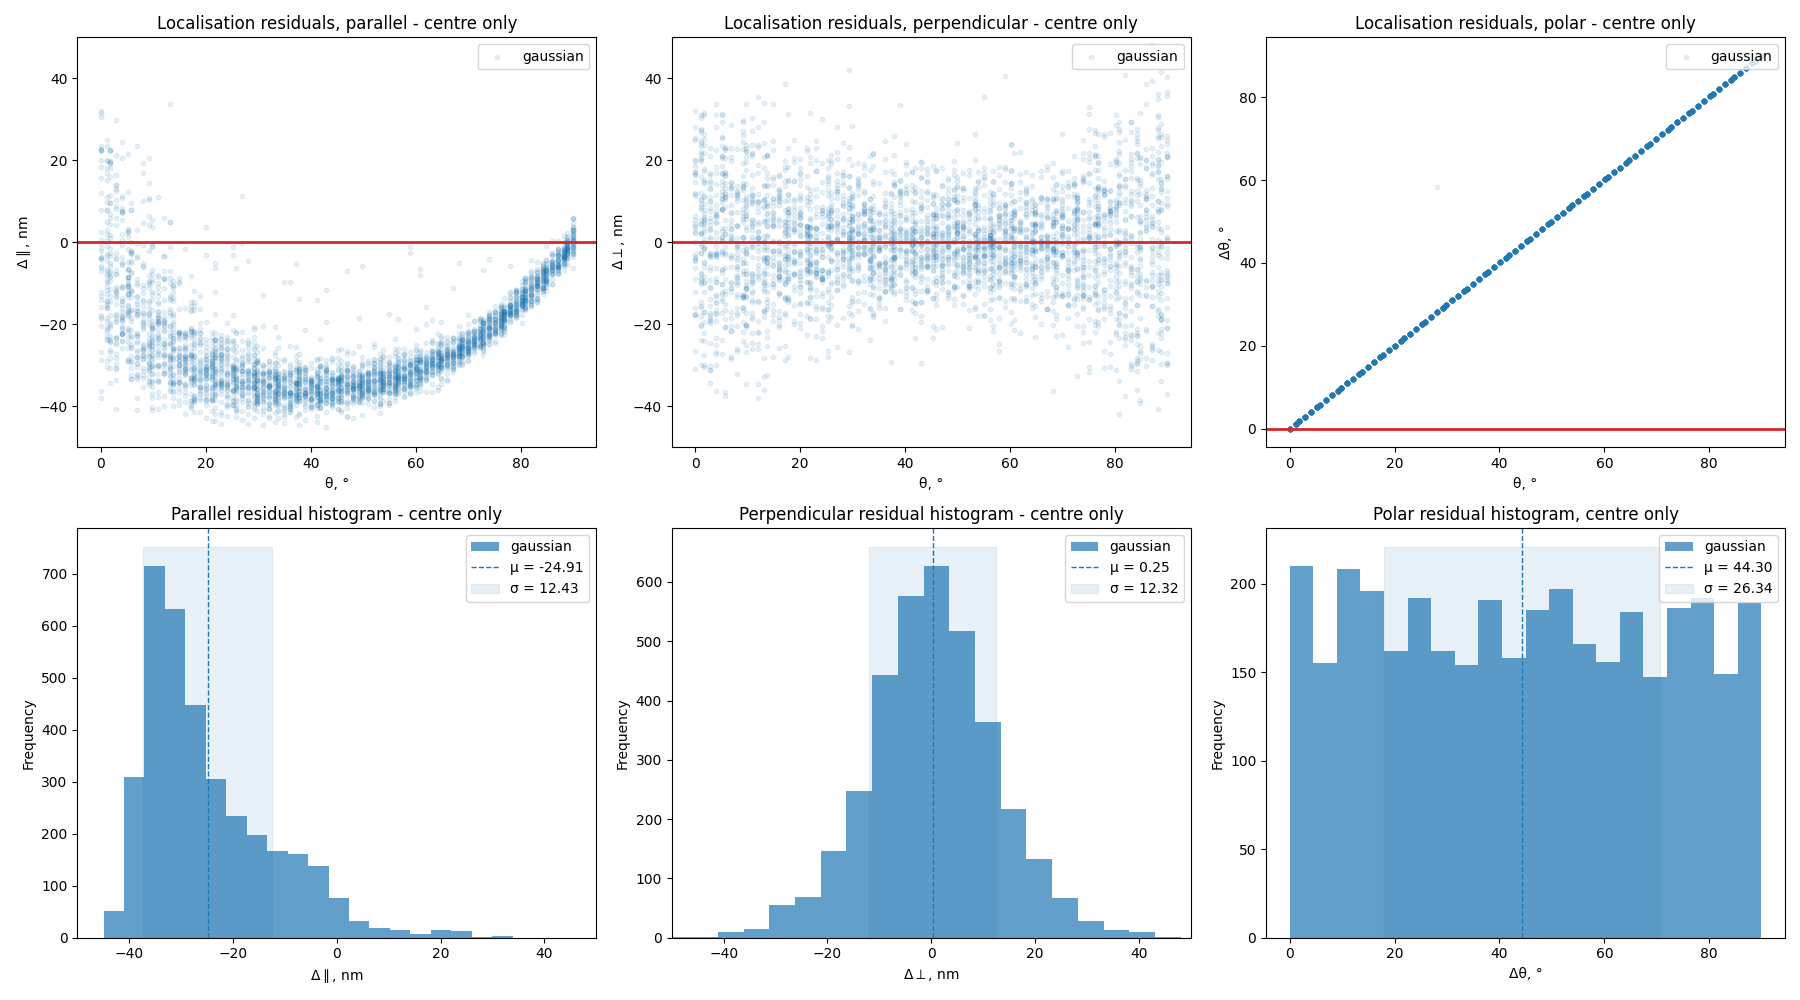 Localisation residuals, parallel - centre only
gaussian
40
20
0
−20
−40
Δ∥, nm
0
20
40
60
80
θ, °
Localisation residuals, perpendicular - centre only
gaussian
40
20
0
−20
−40
Δ⊥, nm
0
20
40
60
80
θ, °
Localisation residuals, polar - centre only
gaussian
80
60
40
20
0
Δθ, °
0
20
40
60
80
θ, °
Parallel residual histogram - centre only
gaussian
μ = -24.91
σ = 12.43
700
600
500
400
300
200
100
0
Frequency
−40
−20
0
20
40
Δ∥, nm
Perpendicular residual histogram - centre only
gaussian
μ = 0.25
σ = 12.32
600
500
400
300
200
100
0
Frequency
−40
−20
0
20
40
Δ⊥, nm
Polar residual histogram, centre only
gaussian
μ = 44.30
σ = 26.34
200
150
100
50
0
Frequency
0
20
40
60
80
Δθ, °